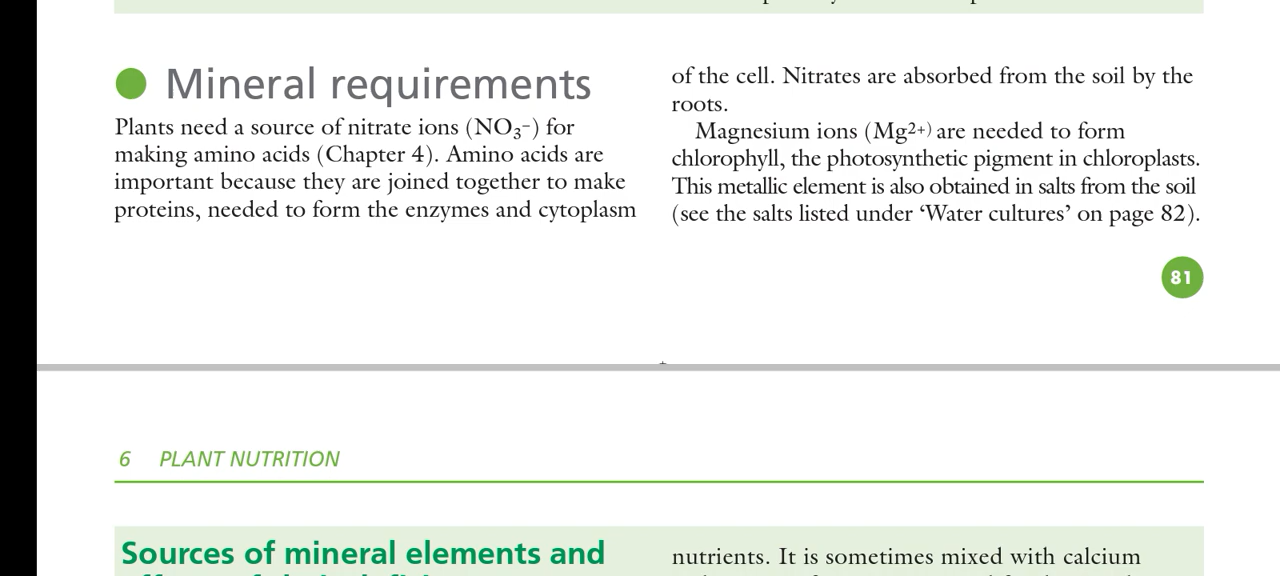 Mineral requirements
Plants need a source of nitrate ions (NO₃⁻) for
making amino acids (Chapter 4). Amino acids are
important because they are joined together to make
proteins, needed to form the enzymes and cytoplasm
of the cell. Nitrates are absorbed from the soil by the
roots.
Magnesium ions (Mg²⁺) are needed to form
chlorophyll, the photosynthetic pigment in chloroplasts.
This metallic element is also obtained in salts from the soil
(see the salts listed under ‘Water cultures’ on page 82).
81
6 PLANT NUTRITION
Sources of mineral elements and
nutrients. It is sometimes mixed with calcium